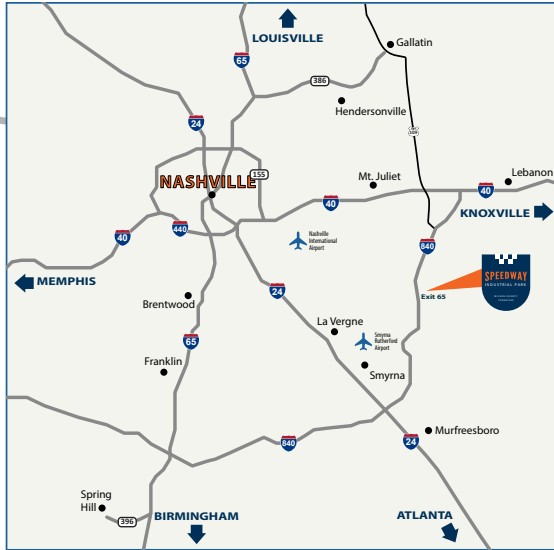 LOUISVILLE
Gallatin
65
386
24
Hendersonville
109
155
NASHVILLE
Mt. Juliet
Lebanon
40
40
KNOXVILLE
440
40
Nashville
International
Airport
840
SPEEDWAY
INDUSTRIAL PARK
MEMPHIS
Exit 65
24
Brentwood
La Vergne
65
Smyrna
Rutherford
Airport
Franklin
Smyrna
Murfreesboro
24
840
Spring
Hill
396
BIRMINGHAM
ATLANTA